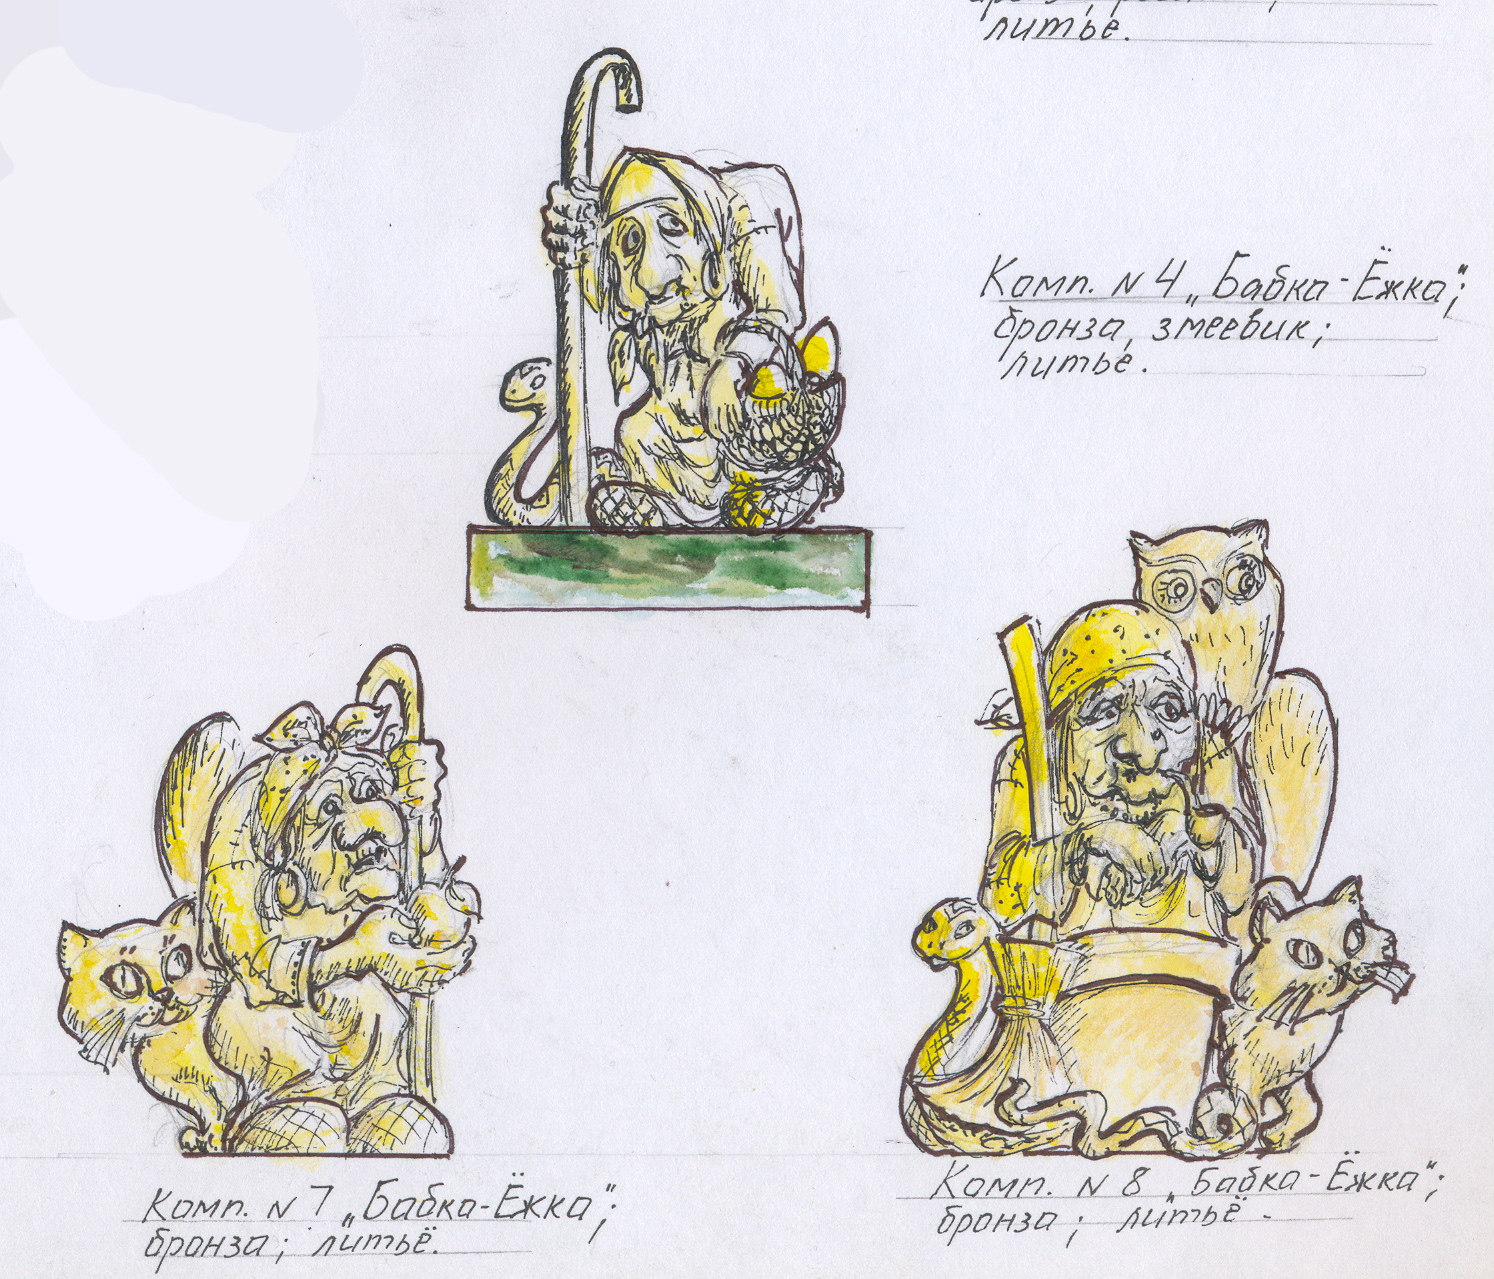 литьё.
Комп. N 4 „Бабка-Ёжка";
бронза, змеевик;
литьё.
Комп. N 7 „Бабка-Ёжка";
бронза; литьё.
Комп. N 8 „Бабка-Ёжка";
бронза; литьё.